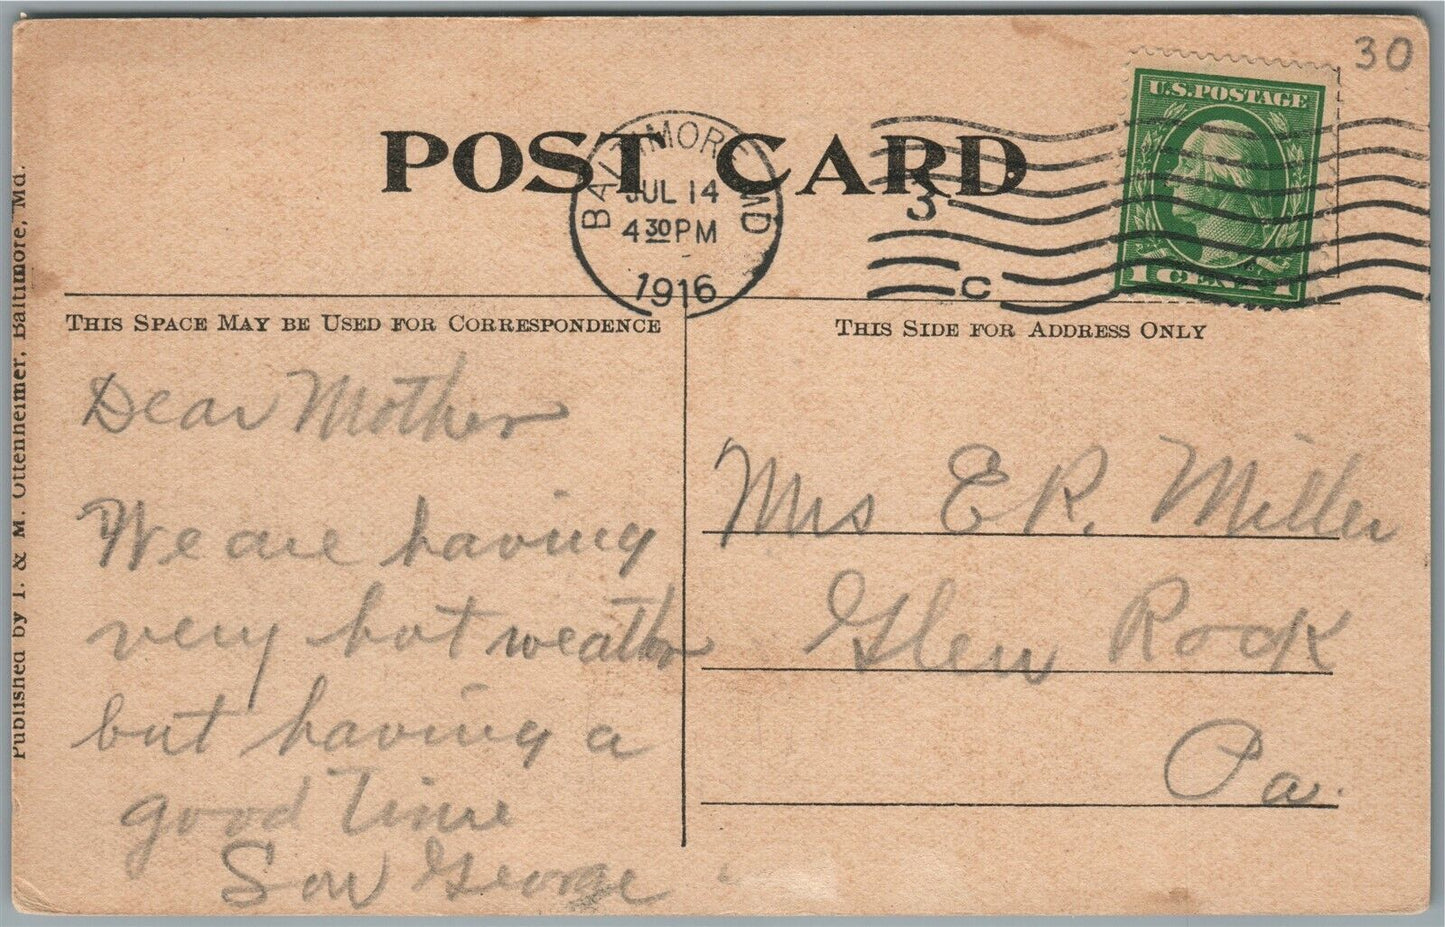 30
POST CARD
BALTIMORE MD
JUL 14
4 30 PM
1916
3
C
U.S. POSTAGE
1 CENT 1
THIS SPACE MAY BE USED FOR CORRESPONDENCE
THIS SIDE FOR ADDRESS ONLY
Dear Mother
We are having
very hot weather
but having a
good time
Son George
Mrs E R. Miller
Glen Rock
Pa.
Published by I. & M. Ottenheimer, Baltimore, Md.